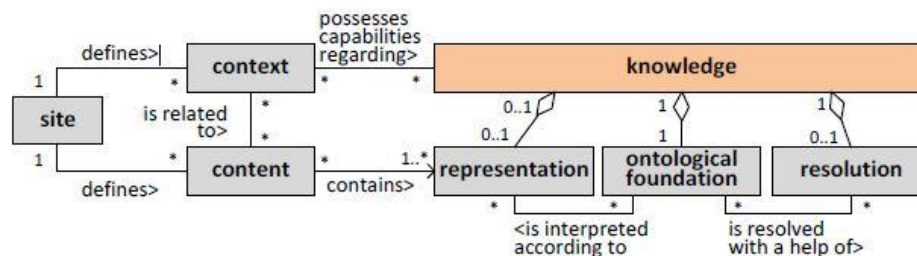 possesses
capabilities
regarding>
defines>|
context
knowledge
1
*
*
*
site
is related
to>
*
*
0..1
0..1
1
1
1
0..1
1
*
content
*
contains>
1..*
representation
ontological
foundation
resolution
defines>
*
*
*
*
<is interpreted
according to
is resolved
with a help of>